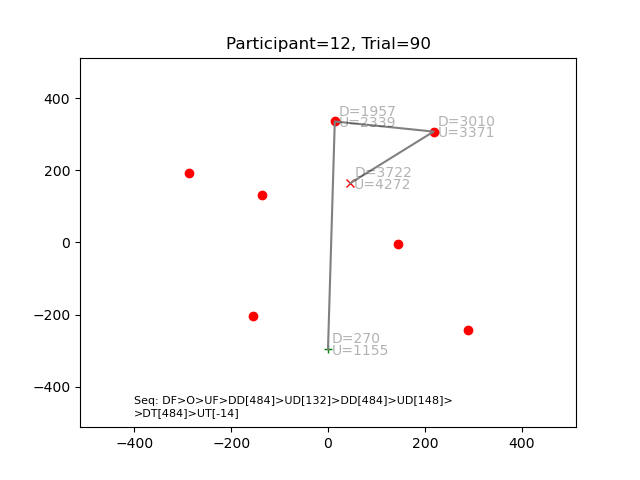 Participant=12, Trial=90
D=1957
U=2339
D=3010
U=3371
D=3722
U=4272
D=270
U=1155
Seq: DF>O>UF>DD[484]>UD[132]>DD[484]>UD[148]>
>DT[484]>UT[-14]
400
200
0
−200
−400
−400
−200
0
200
400